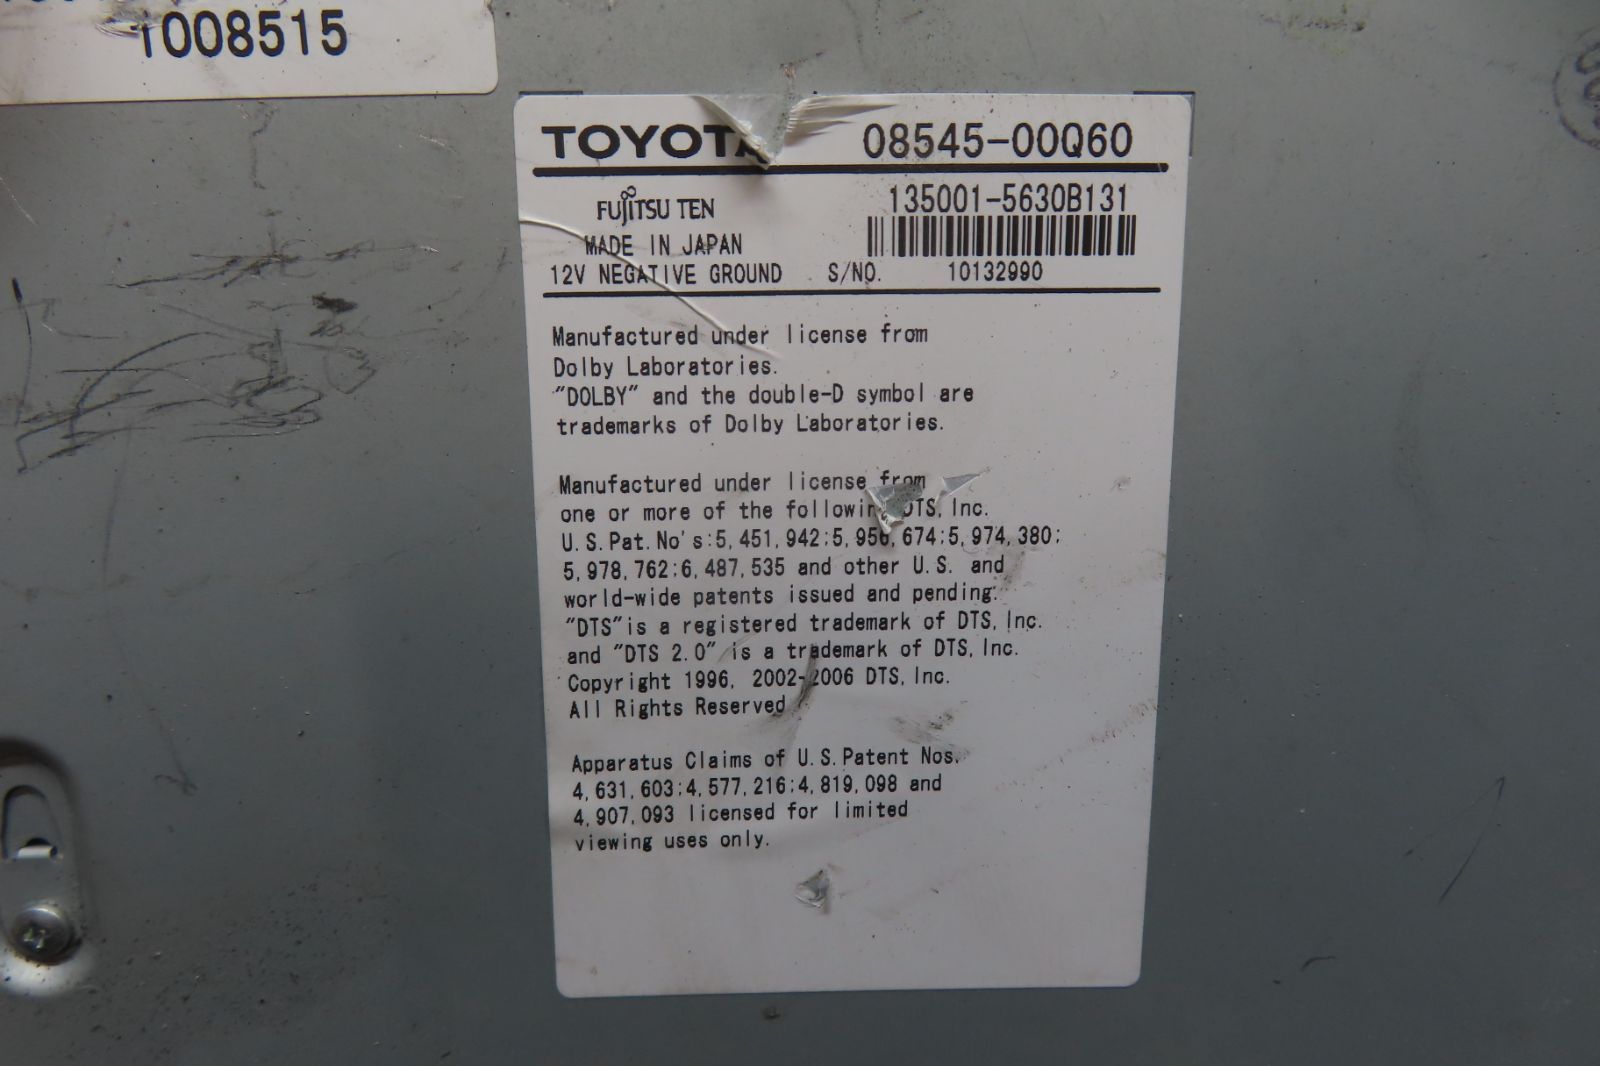 1008515
TOYOTA 08545-00Q60
FUJITSU TEN 135001-5630B131
MADE IN JAPAN
12V NEGATIVE GROUND S/NO. 10132990
Manufactured under license from
Dolby Laboratories.
"DOLBY" and the double-D symbol are
trademarks of Dolby Laboratories.
Manufactured under license from
one or more of the following DTS, Inc.
U.S.Pat.No's:5,451,942;5,956,674;5,974,380;
5,978,762;6,487,535 and other U.S. and
world-wide patents issued and pending.
"DTS"is a registered trademark of DTS, Inc.
and "DTS 2.0" is a trademark of DTS, Inc.
Copyright 1996, 2002-2006 DTS, Inc.
All Rights Reserved
Apparatus Claims of U.S.Patent Nos.
4,631,603;4,577,216;4,819,098 and
4,907,093 licensed for limited
viewing uses only.